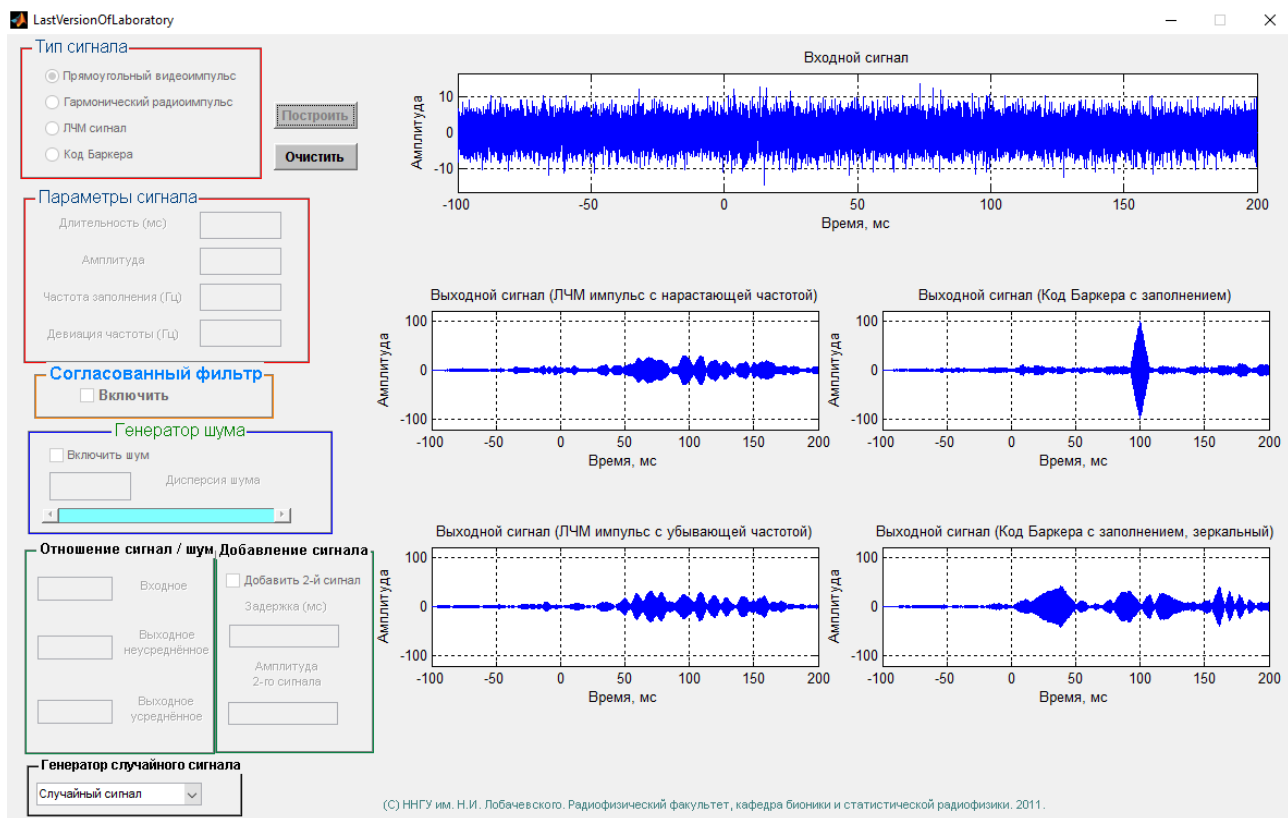 LastVersionOfLaboratory
Тип сигнала
Прямоугольный видеоимпульс
Гармонический радиоимпульс
ЛЧМ сигнал
Код Баркера
Построить
Очистить
Параметры сигнала
Длительность (мс)
Амплитуда
Частота заполнения (Гц)
Девиация частоты (Гц)
Согласованный фильтр
Включить
Генератор шума
Включить шум
Дисперсия шума
Отношение сигнал / шум
Входное
Выходное
неусреднённое
Выходное
усреднённое
Добавление сигнала
Добавить 2-й сигнал
Задержка (мс)
Амплитуда
2-го сигнала
Генератор случайного сигнала
Случайный сигнал
Входной сигнал
Амплитуда
10
0
-10
-100 -50 0 50 100 150 200
Время, мс
Выходной сигнал (ЛЧМ импульс с нарастающей частотой)
Амплитуда
100
0
-100
-100 -50 0 50 100 150 200
Время, мс
Выходной сигнал (Код Баркера с заполнением)
Амплитуда
100
0
-100
-100 -50 0 50 100 150 200
Время, мс
Выходной сигнал (ЛЧМ импульс с убывающей частотой)
Амплитуда
100
0
-100
-100 -50 0 50 100 150 200
Время, мс
Выходной сигнал (Код Баркера с заполнением, зеркальный)
Амплитуда
100
0
-100
-100 -50 0 50 100 150 200
Время, мс
(С) ННГУ им. Н.И. Лобачевского. Радиофизический факультет, кафедра бионики и статистической радиофизики. 2011.